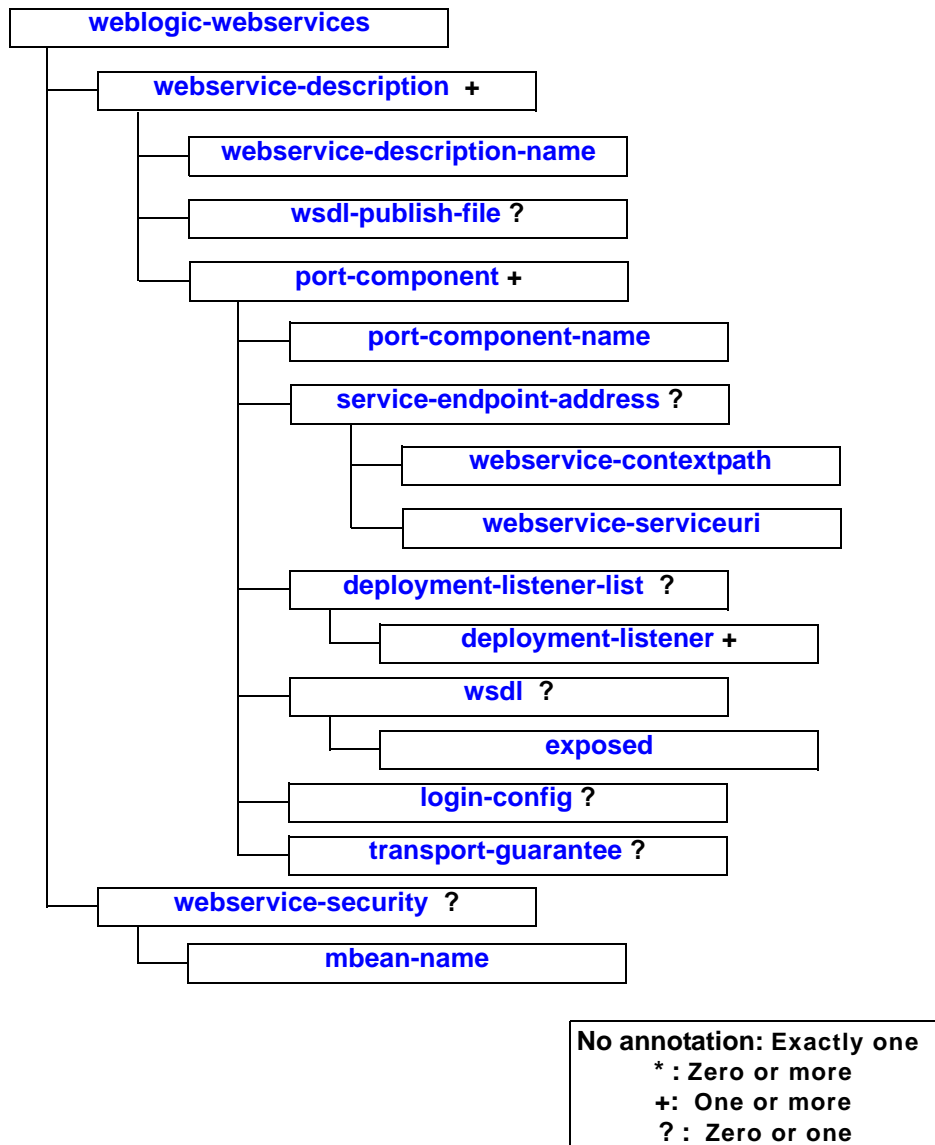 weblogic-webservices
webservice-description +
webservice-description-name
wsdl-publish-file ?
port-component +
port-component-name
service-endpoint-address ?
webservice-contextpath
webservice-serviceuri
deployment-listener-list ?
deployment-listener +
wsdl ?
exposed
login-config ?
transport-guarantee ?
webservice-security ?
mbean-name
No annotation: Exactly one
* : Zero or more
+: One or more
? : Zero or one